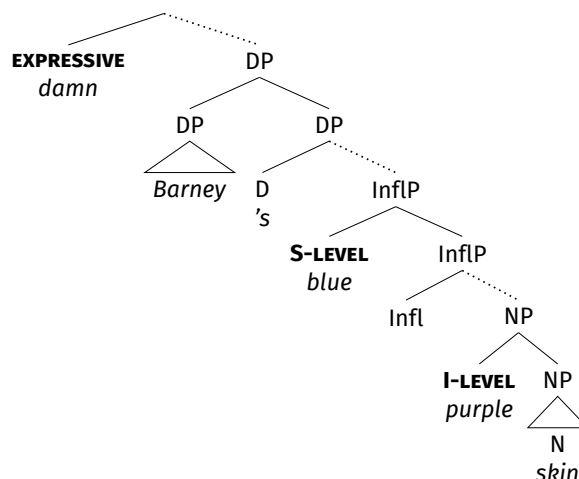 EXPRESSIVE
damn
DP
DP
DP
Barney
D
's
InflP
S-LEVEL
blue
InflP
Infl
NP
I-LEVEL
purple
NP
N
skin